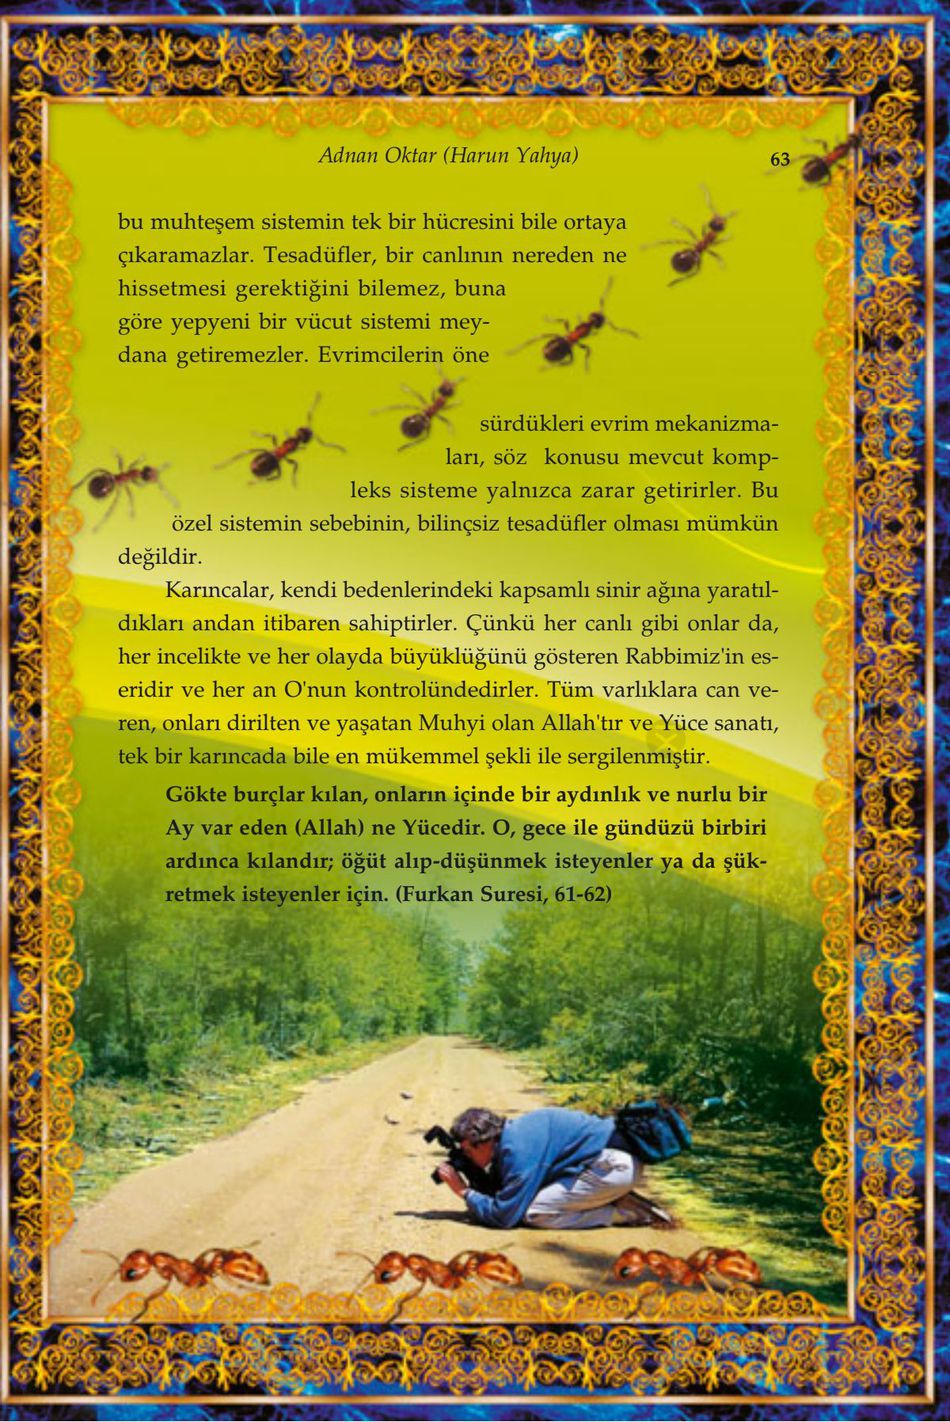 Adnan Oktar (Harun Yahya) 63
bu muhteşem sistemin tek bir hücresini bile ortaya
çıkaramazlar. Tesadüfler, bir canlının nereden ne
hissetmesi gerektiğini bilemez, buna
göre yepyeni bir vücut sistemi mey-
dana getiremezler. Evrimcilerin öne
sürdükleri evrim mekanizma-
ları, söz konusu mevcut komp-
leks sisteme yalnızca zarar getirirler. Bu
özel sistemin sebebinin, bilinçsiz tesadüfler olması mümkün
değildir.
Karıncalar, kendi bedenlerindeki kapsamlı sinir ağına yaratıl-
dıkları andan itibaren sahiptirler. Çünkü her canlı gibi onlar da,
her incelikte ve her olayda büyüklüğünü gösteren Rabbimiz'in es-
eridir ve her an O'nun kontrolündedirler. Tüm varlıklara can ve-
ren, onları dirilten ve yaşatan Muhyi olan Allah'tır ve Yüce sanatı,
tek bir karıncada bile en mükemmel şekli ile sergilenmiştir.
Gökte burçlar kılan, onların içinde bir aydınlık ve nurlu bir
Ay var eden (Allah) ne Yücedir. O, gece ile gündüzü birbiri
ardınca kılandır; öğüt alıp-düşünmek isteyenler ya da şük-
retmek isteyenler için. (Furkan Suresi, 61-62)